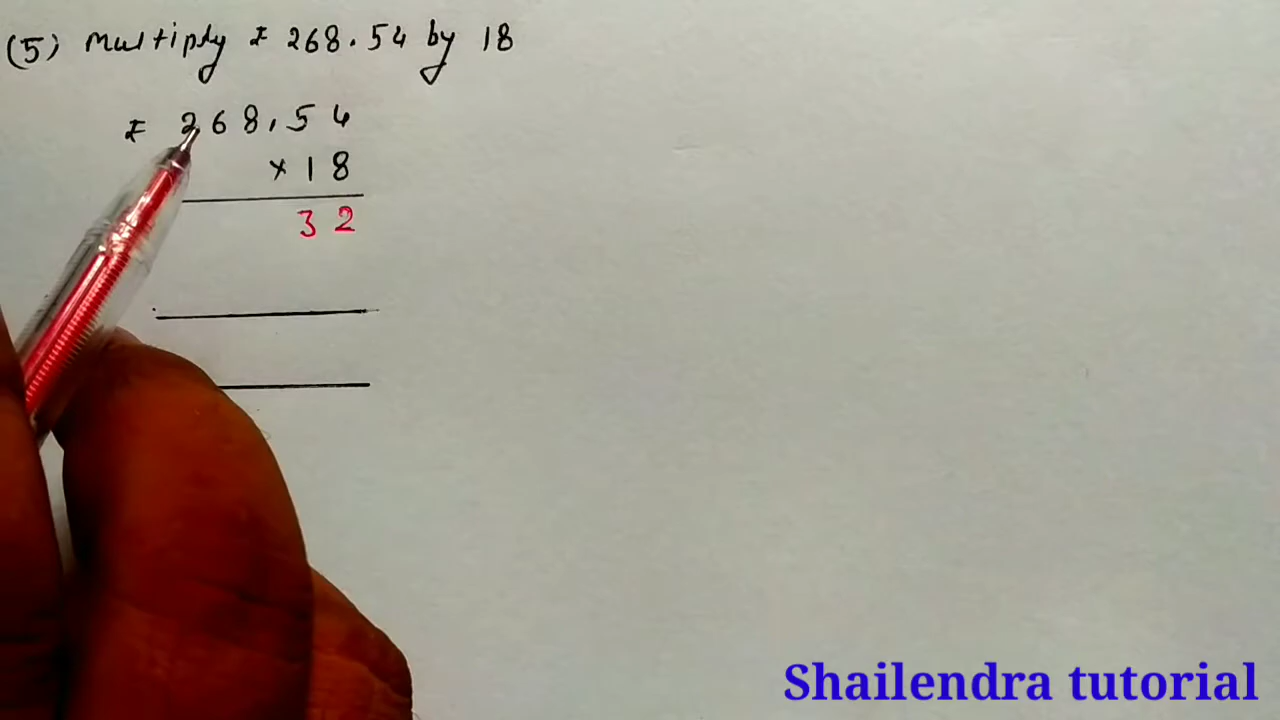 (5) Multiply ₹ 268.54 by 18
₹ 268.54
×18
32
Shailendra tutorial